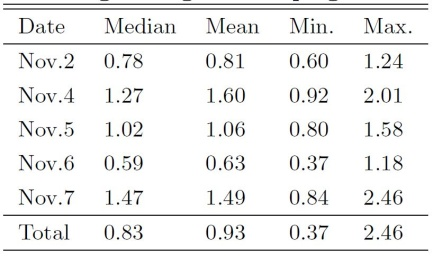 Date Median Mean Min. Max.
Nov.2 0.78 0.81 0.60 1.24
Nov.4 1.27 1.60 0.92 2.01
Nov.5 1.02 1.06 0.80 1.58
Nov.6 0.59 0.63 0.37 1.18
Nov.7 1.47 1.49 0.84 2.46
Total 0.83 0.93 0.37 2.46